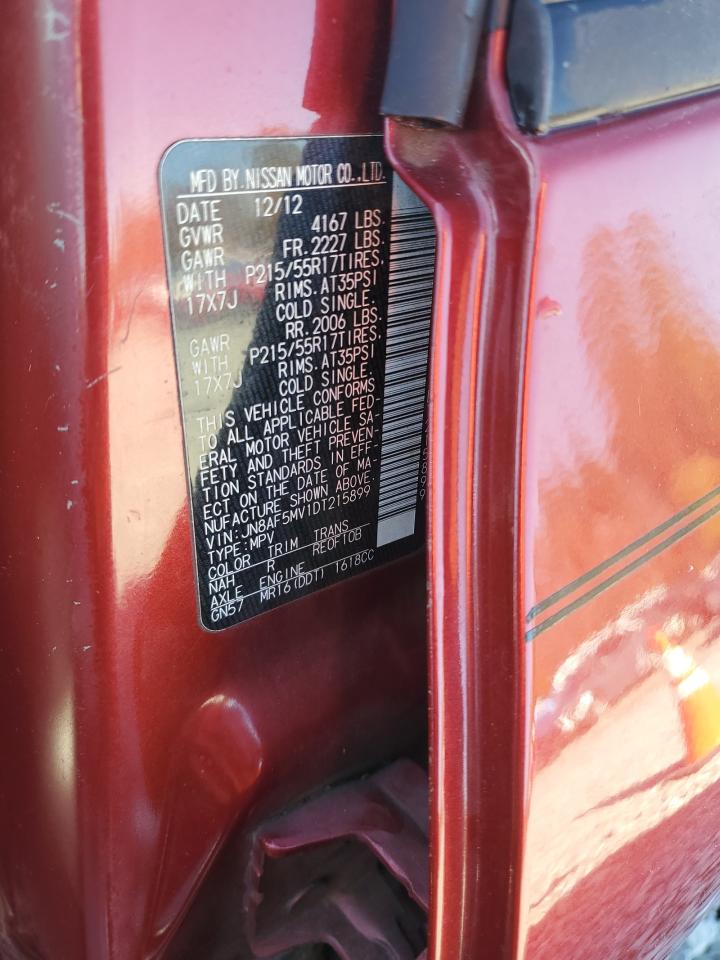 MFD BY.NISSAN MOTOR CO.,LTD.
DATE 12/12
GVWR 4167 LBS.
GAWR FR.2227 LBS.
WITH P215/55R17TIRES,
17X7J RIMS.AT35PSI
COLD SINGLE.
GAWR RR.2006 LBS.
WITH P215/55R17TIRES,
17X7J RIMS.AT35PSI
COLD SINGLE.
THIS VEHICLE CONFORMS
TO ALL APPLICABLE FED-
ERAL MOTOR VEHICLE SA-
FETY AND THEFT PREVEN-
TION STANDARDS IN EFF-
ECT ON THE DATE OF MA-
NUFACTURE SHOWN ABOVE.
VIN:JN8AF5MV1DT215899
TYPE:MPV
COLOR TRIM TRANS
NAH R RE0F10B
AXLE ENGINE
GN57 MR16(DDT) 1618CC
215899